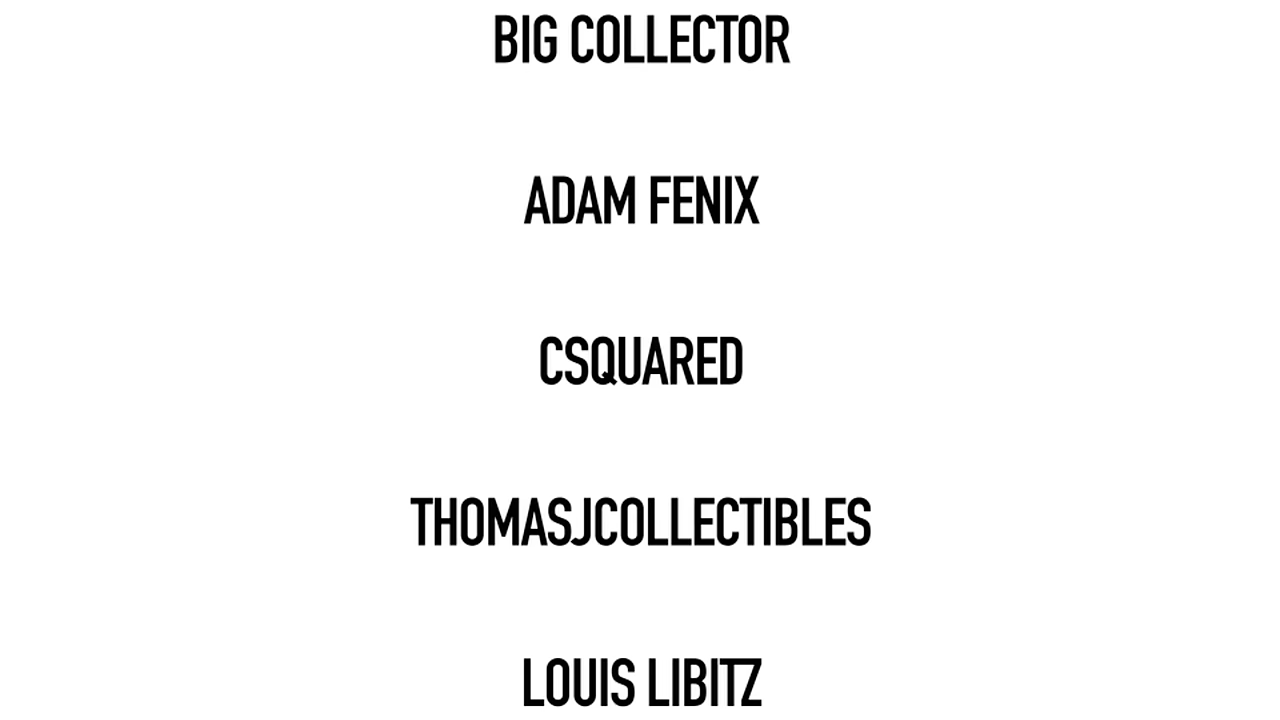 BIG COLLECTOR
ADAM FENIX
CSQUARED
THOMASJCOLLECTIBLES
LOUIS LIBITZ